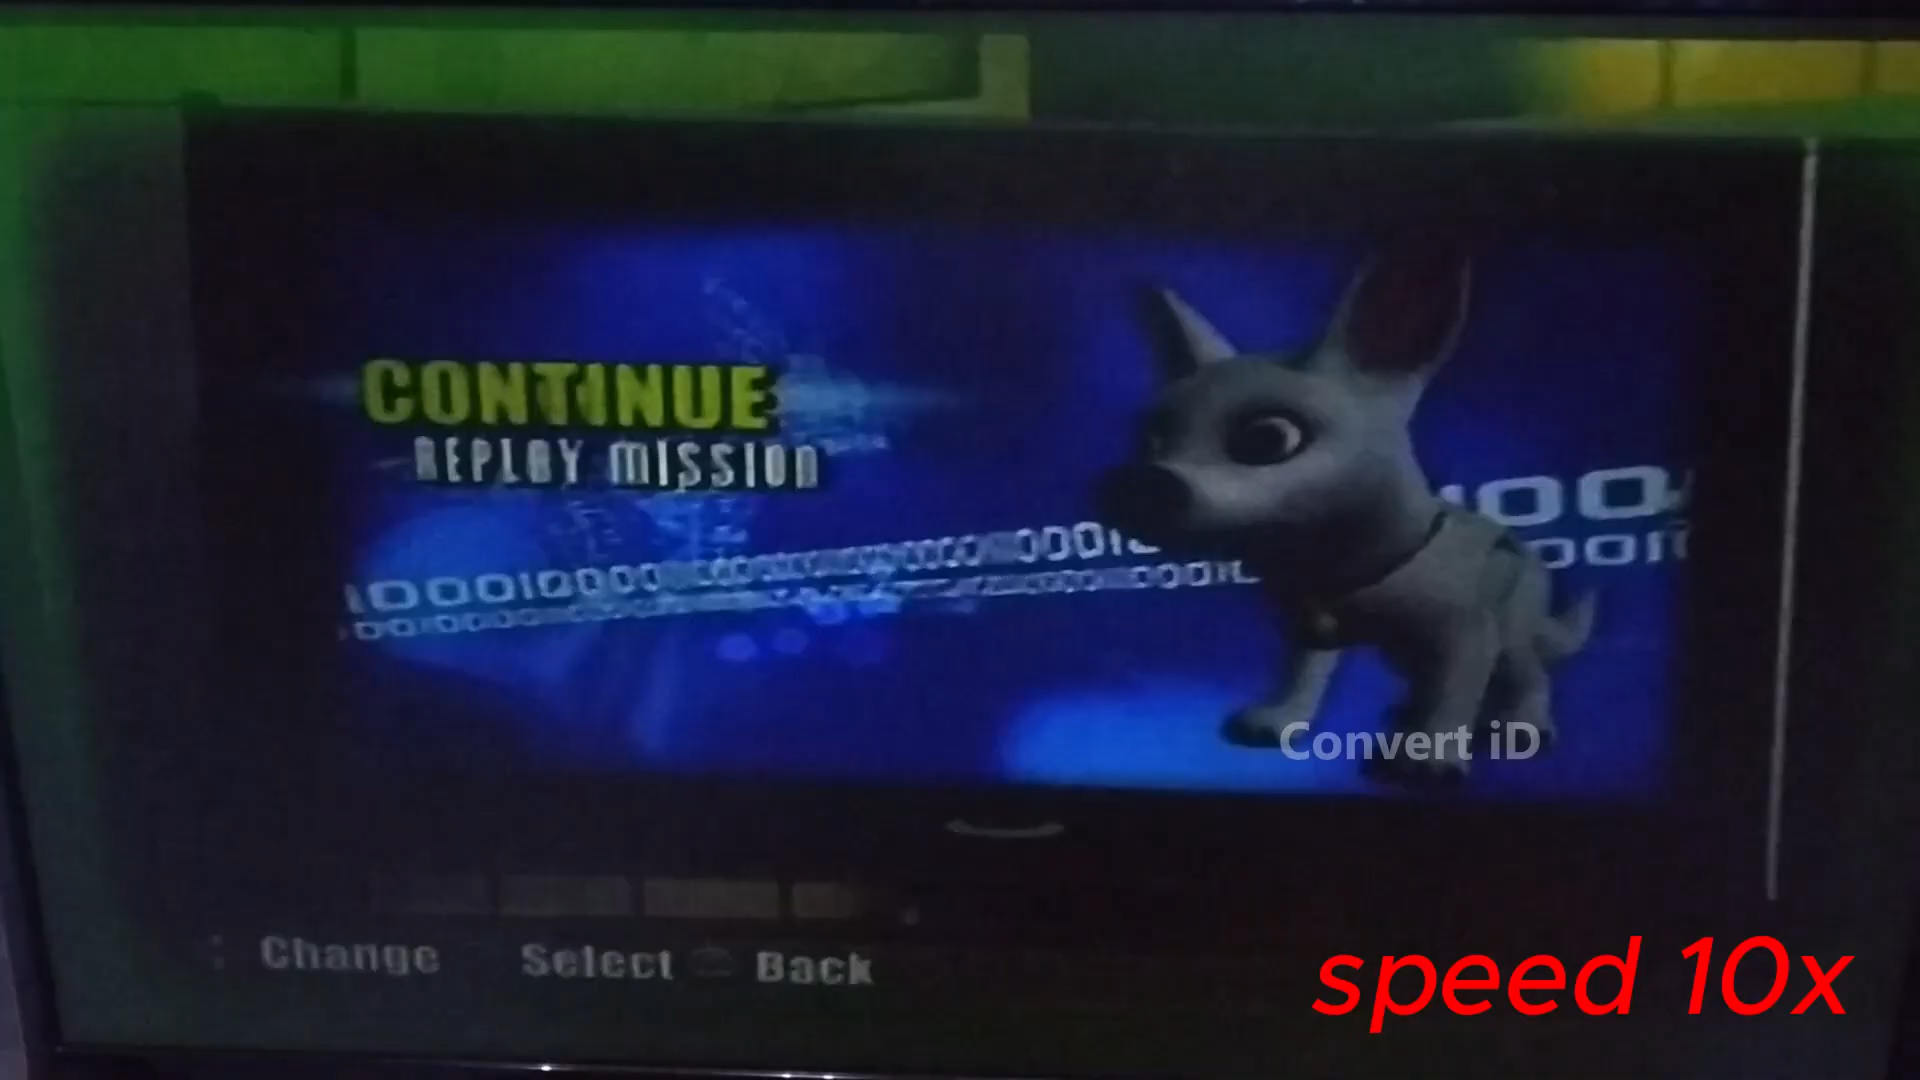 CONTINUE
REPLAY MISSION
Convert iD
Change Select Back
speed 10x